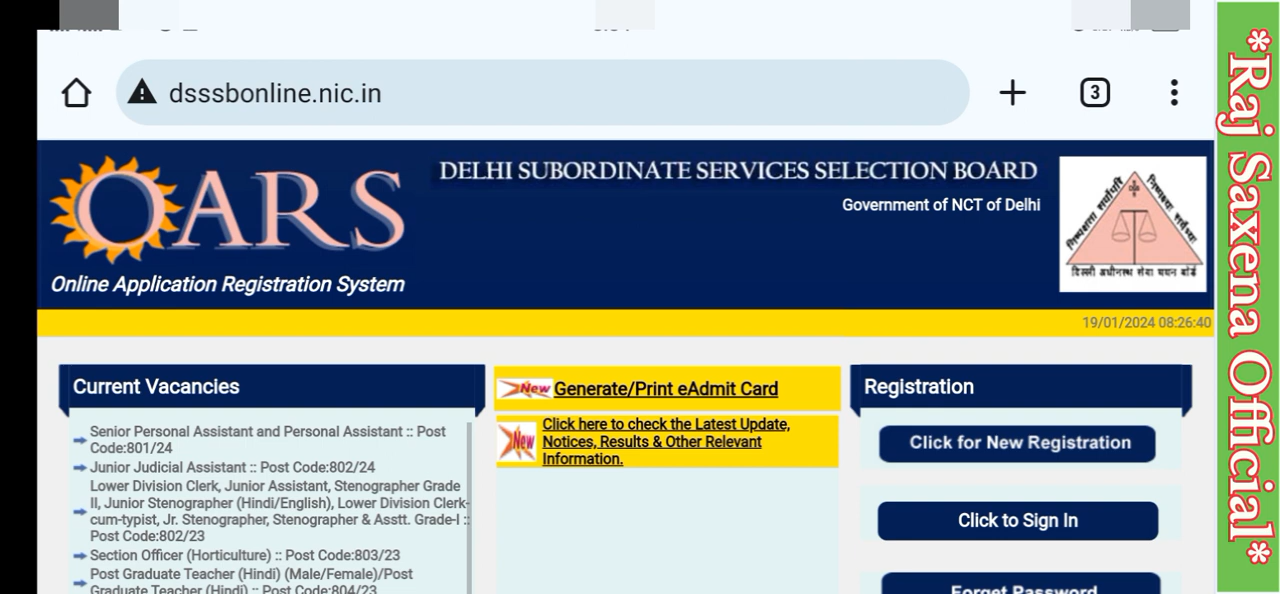 dsssbonline.nic.in
3
OARS
Online Application Registration System
DELHI SUBORDINATE SERVICES SELECTION BOARD
Government of NCT of Delhi
निष्पक्षता सर्वोपरि
दिल्ली अधीनस्थ सेवा चयन बोर्ड
19/01/2024 08:26:40
Current Vacancies
Senior Personal Assistant and Personal Assistant :: Post
Code:801/24
Junior Judicial Assistant :: Post Code:802/24
Lower Division Clerk, Junior Assistant, Stenographer Grade
II, Junior Stenographer (Hindi/English), Lower Division Clerk-
cum-typist, Jr. Stenographer, Stenographer & Asstt. Grade-I ::
Post Code:802/23
Section Officer (Horticulture) :: Post Code:803/23
Post Graduate Teacher (Hindi) (Male/Female)/Post
Graduate Teacher (Hindi) :: Post Code:804/23
New Generate/Print eAdmit Card
New
Click here to check the Latest Update,
Notices, Results & Other Relevant
Information.
Registration
Click for New Registration
Click to Sign In
Forget Password
*Raj Saxena Official*